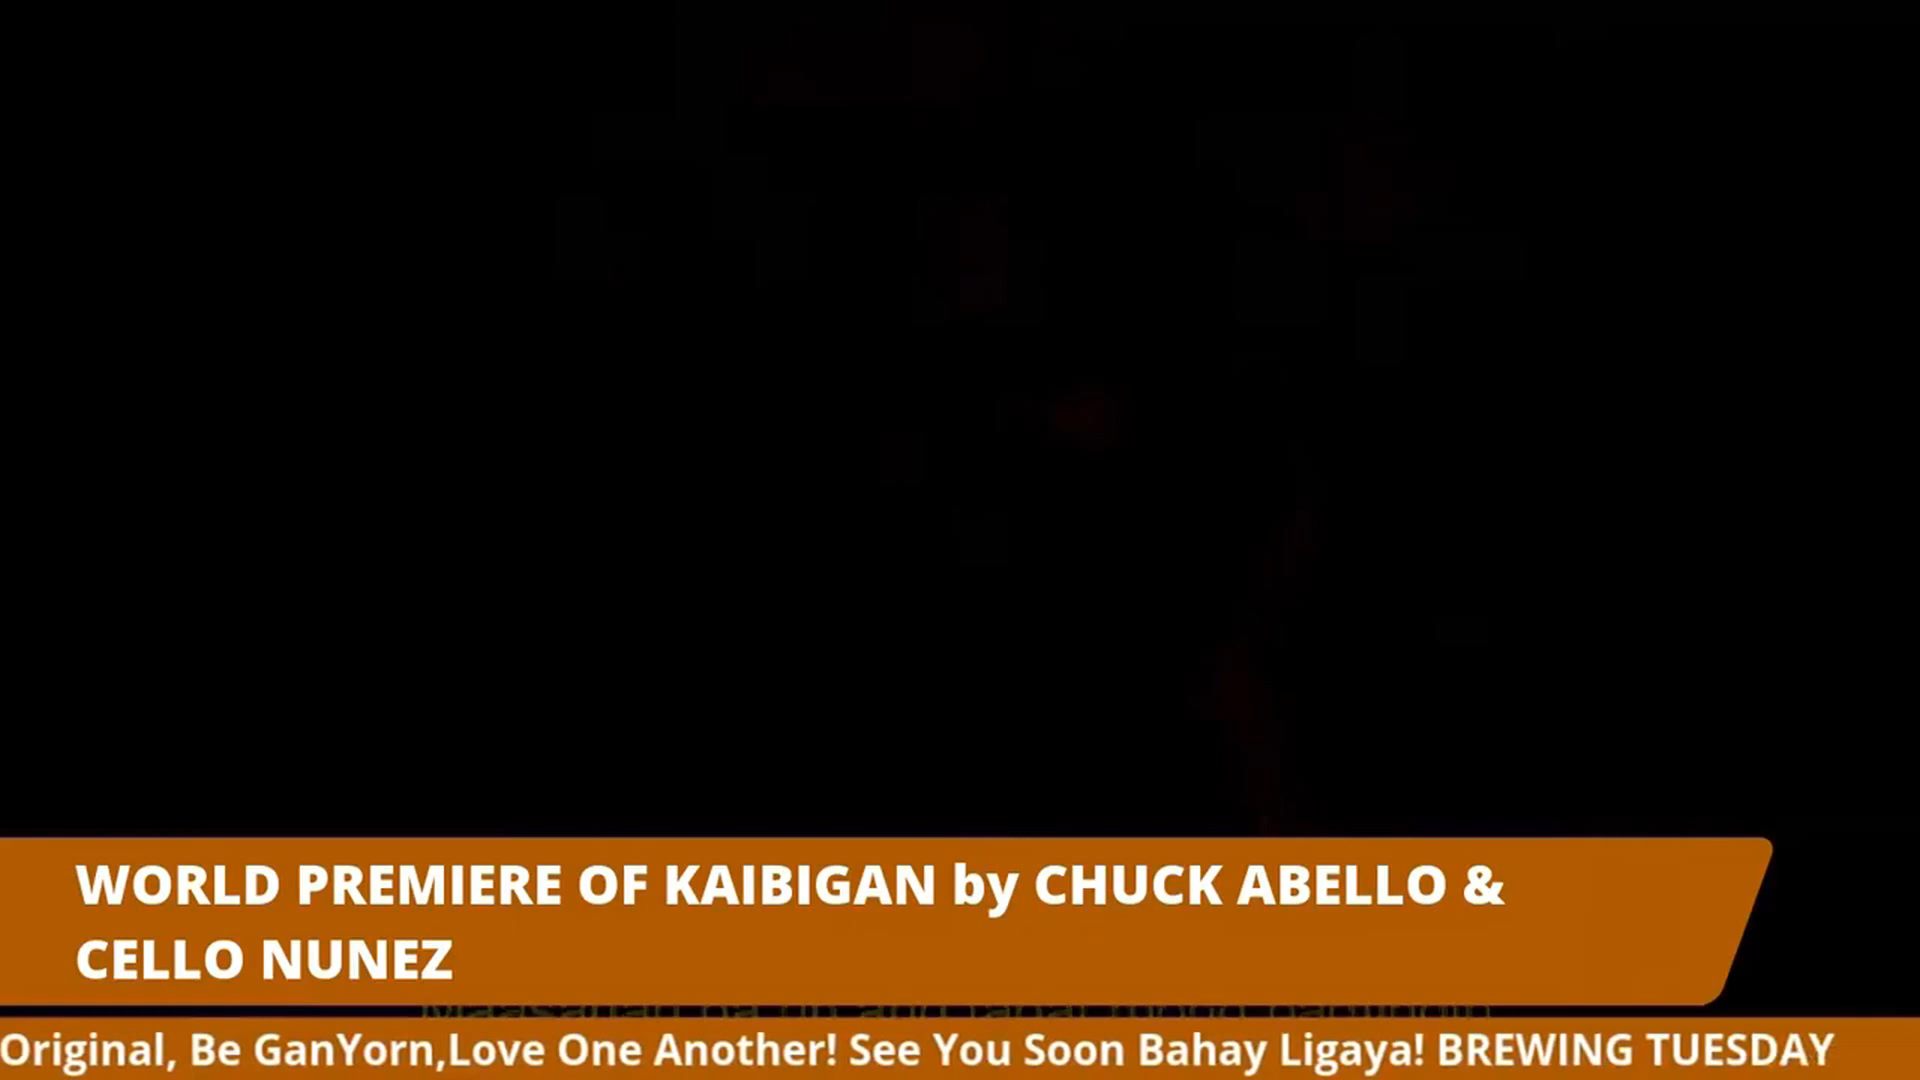 WORLD PREMIERE OF KAIBIGAN by CHUCK ABELLO &
CELLO NUNEZ
Original, Be GanYorn,Love One Another! See You Soon Bahay Ligaya! BREWING TUESDAY